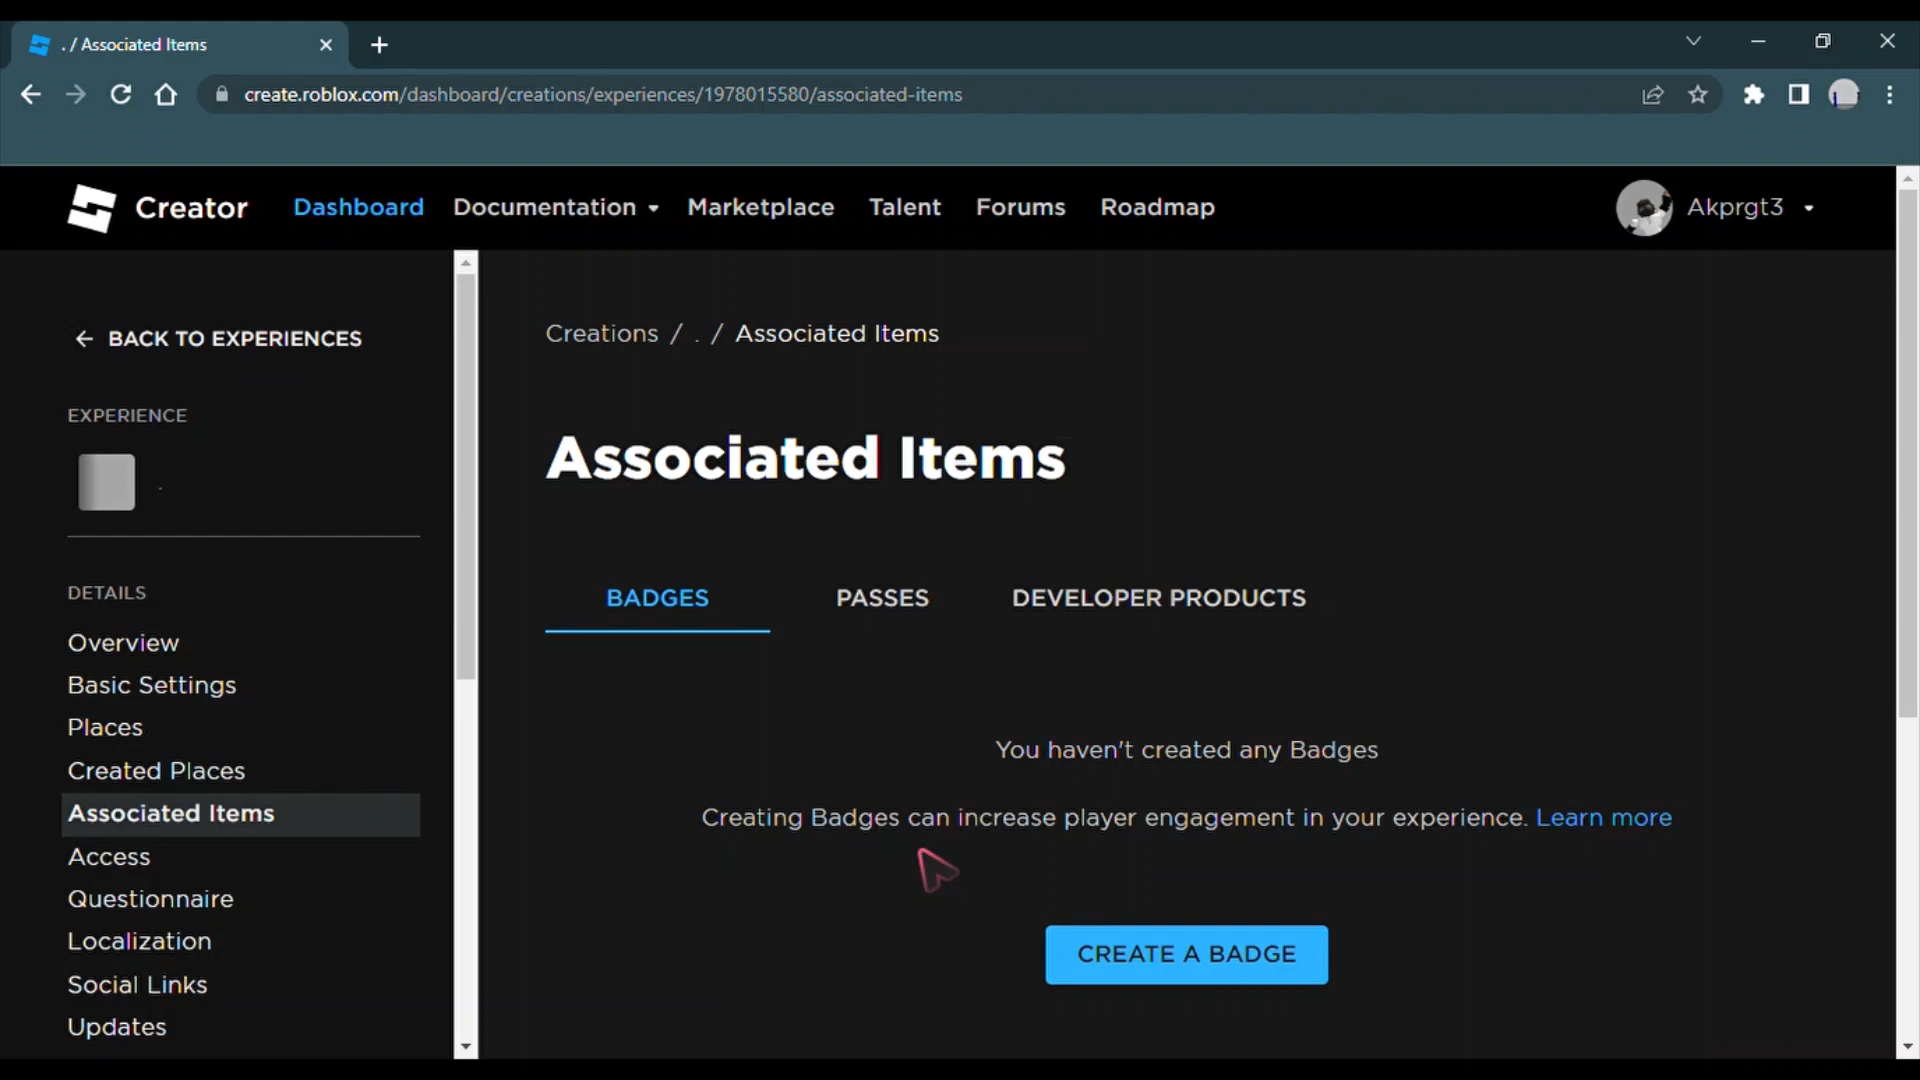 . / Associated Items
create.roblox.com/dashboard/creations/experiences/1978015580/associated-items
Creator Dashboard Documentation Marketplace Talent Forums Roadmap Akprgt3
BACK TO EXPERIENCES
EXPERIENCE
.
DETAILS
Overview
Basic Settings
Places
Created Places
Associated Items
Access
Questionnaire
Localization
Social Links
Updates
Creations / . / Associated Items
Associated Items
BADGES PASSES DEVELOPER PRODUCTS
You haven't created any Badges
Creating Badges can increase player engagement in your experience. Learn more
CREATE A BADGE